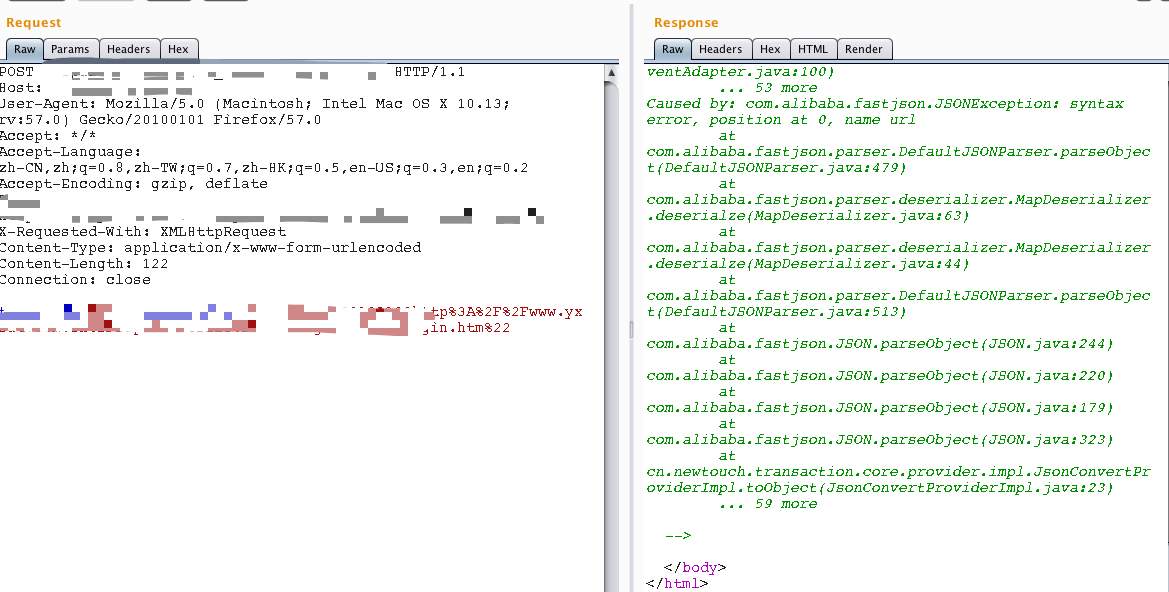 Request
Raw
Params
Headers
Hex
POST HTTP/1.1
Host:
User-Agent: Mozilla/5.0 (Macintosh; Intel Mac OS X 10.13;
rv:57.0) Gecko/20100101 Firefox/57.0
Accept: */*
Accept-Language:
zh-CN,zh;q=0.8,zh-TW;q=0.7,zh-HK;q=0.5,en-US;q=0.3,en;q=0.2
Accept-Encoding: gzip, deflate
X-Requested-With: XMLHttpRequest
Content-Type: application/x-www-form-urlencoded
Content-Length: 122
Connection: close
tp%3A%2F%2Fwww.yx
gin.htm%22
Response
Raw
Headers
Hex
HTML
Render
ventAdapter.java:100)
... 53 more
Caused by: com.alibaba.fastjson.JSONException: syntax
error, position at 0, name url
at
com.alibaba.fastjson.parser.DefaultJSONParser.parseObjec
t(DefaultJSONParser.java:479)
at
com.alibaba.fastjson.parser.deserializer.MapDeserializer
.deserialze(MapDeserializer.java:63)
at
com.alibaba.fastjson.parser.deserializer.MapDeserializer
.deserialze(MapDeserializer.java:44)
at
com.alibaba.fastjson.parser.DefaultJSONParser.parseObjec
t(DefaultJSONParser.java:513)
at
com.alibaba.fastjson.JSON.parseObject(JSON.java:244)
at
com.alibaba.fastjson.JSON.parseObject(JSON.java:220)
at
com.alibaba.fastjson.JSON.parseObject(JSON.java:179)
at
com.alibaba.fastjson.JSON.parseObject(JSON.java:323)
at
cn.newtouch.transaction.core.provider.impl.JsonConvertPr
oviderImpl.toObject(JsonConvertProviderImpl.java:23)
... 59 more
-->
</body>
</html>